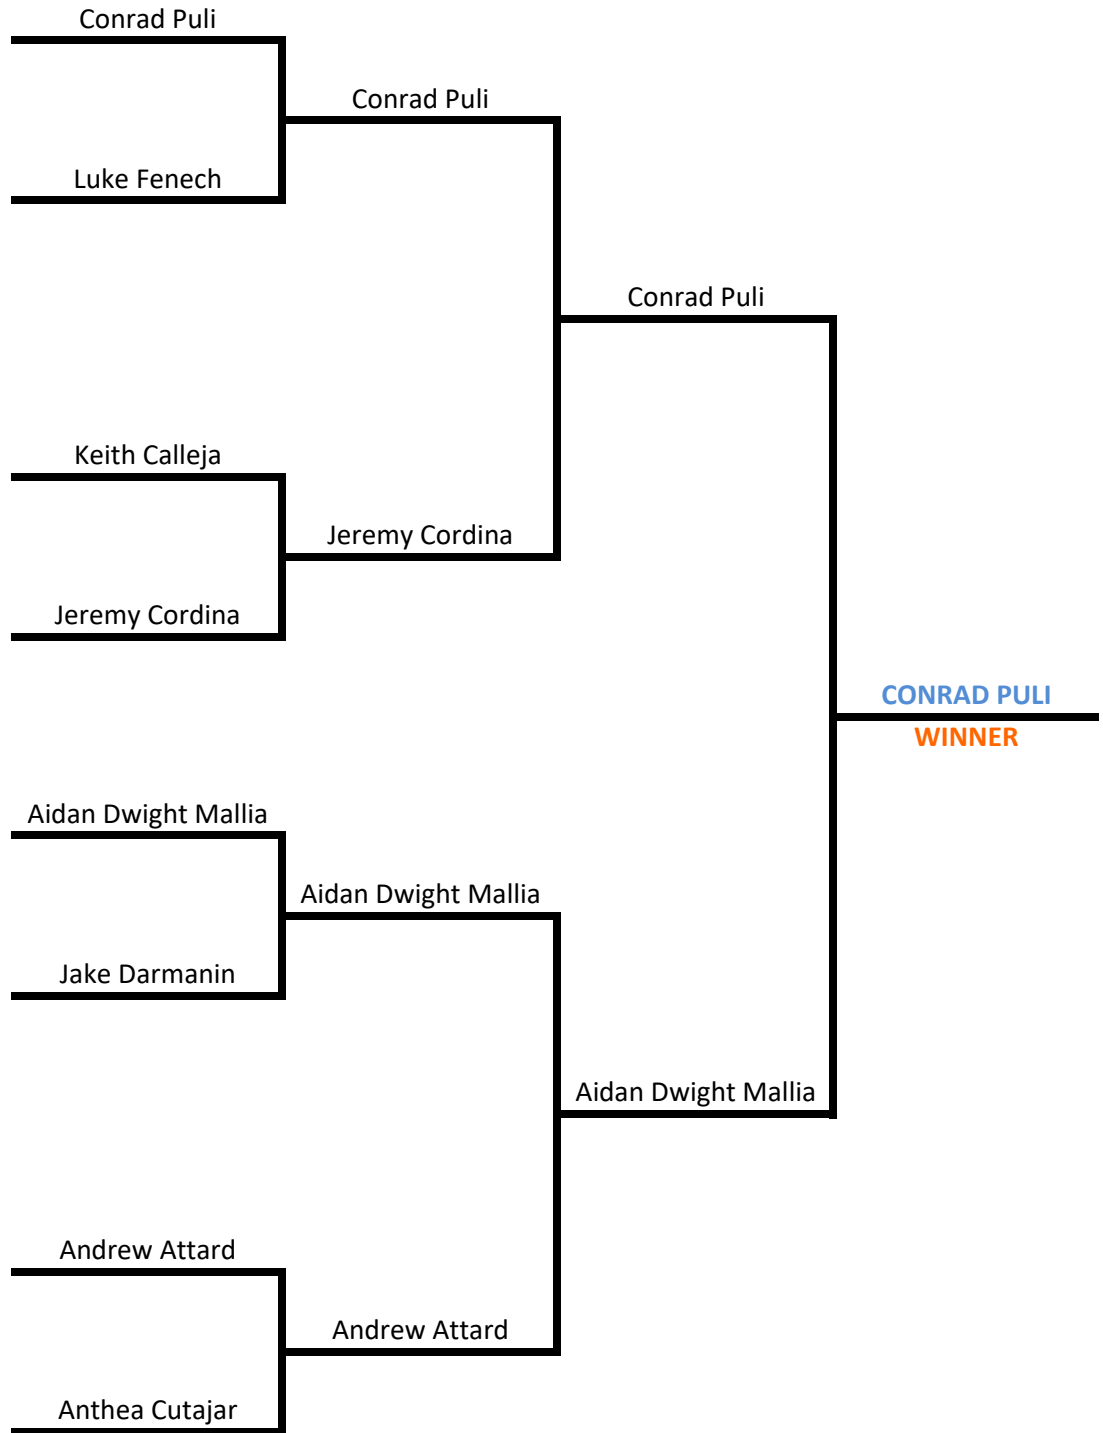 Conrad Puli
Conrad Puli
Luke Fenech
Conrad Puli
Keith Calleja
Jeremy Cordina
Jeremy Cordina
CONRAD PULI
WINNER
Aidan Dwight Mallia
Aidan Dwight Mallia
Jake Darmanin
Aidan Dwight Mallia
Andrew Attard
Andrew Attard
Anthea Cutajar